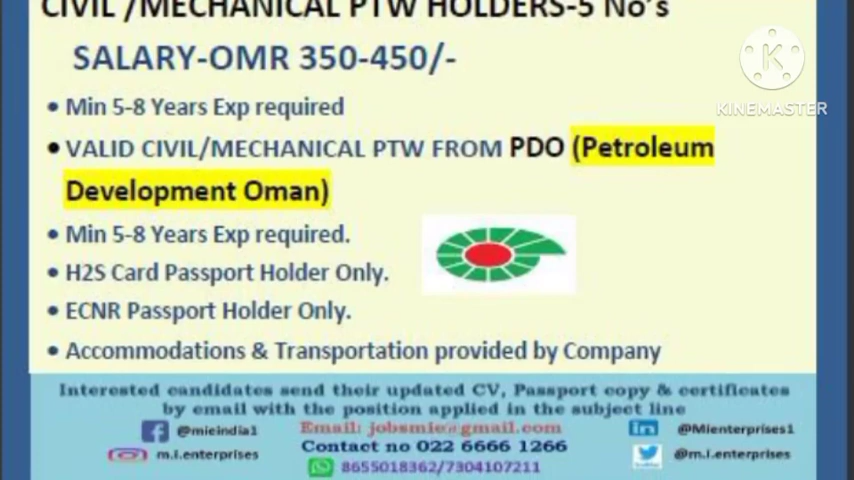 CIVIL /MECHANICAL PTW HOLDERS-5 No's
SALARY-OMR 350-450/-
• Min 5-8 Years Exp required
• VALID CIVIL/MECHANICAL PTW FROM PDO (Petroleum
Development Oman)
• Min 5-8 Years Exp required.
• H2S Card Passport Holder Only.
• ECNR Passport Holder Only.
• Accommodations & Transportation provided by Company
Interested candidates send their updated CV, Passport copy & certificates
by email with the position applied in the subject line
@mieindia1 Email: jobsmie@gmail.com @Mienterprises1
m.i.enterprises Contact no 022 6666 1266 @m.i.enterprises
8655018362/7304107211
KINEMASTER